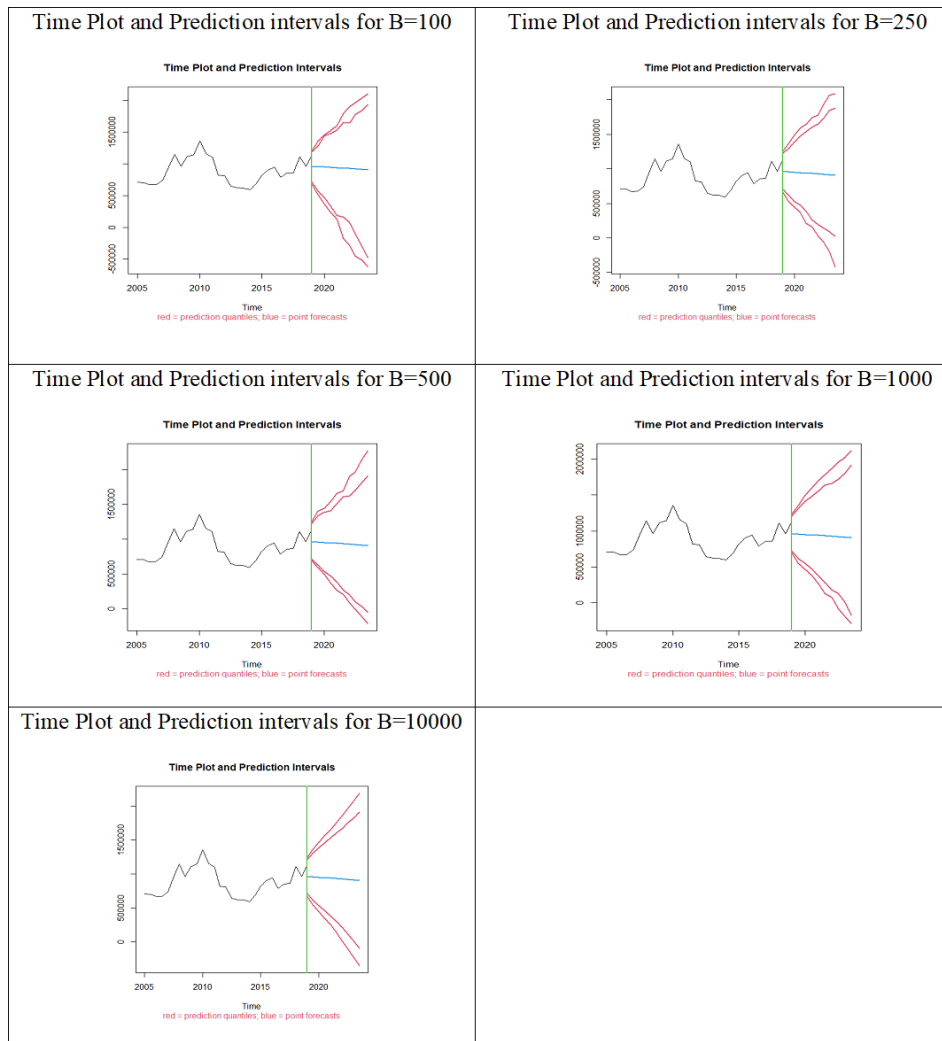 Time Plot and Prediction intervals for B=100
Time Plot and Prediction Intervals
1500000
500000
0
-500000
2005 2010 2015 2020
Time
red = prediction quantiles; blue = point forecasts
Time Plot and Prediction intervals for B=250
Time Plot and Prediction Intervals
1500000
500000
0
-500000
2005 2010 2015 2020
Time
red = prediction quantiles; blue = point forecasts
Time Plot and Prediction intervals for B=500
Time Plot and Prediction Intervals
1500000
500000
0
2005 2010 2015 2020
Time
red = prediction quantiles; blue = point forecasts
Time Plot and Prediction intervals for B=1000
Time Plot and Prediction Intervals
2000000
1500000
1000000
500000
0
2005 2010 2015 2020
Time
red = prediction quantiles; blue = point forecasts
Time Plot and Prediction intervals for B=10000
Time Plot and Prediction Intervals
1500000
500000
0
2005 2010 2015 2020
Time
red = prediction quantiles; blue = point forecasts